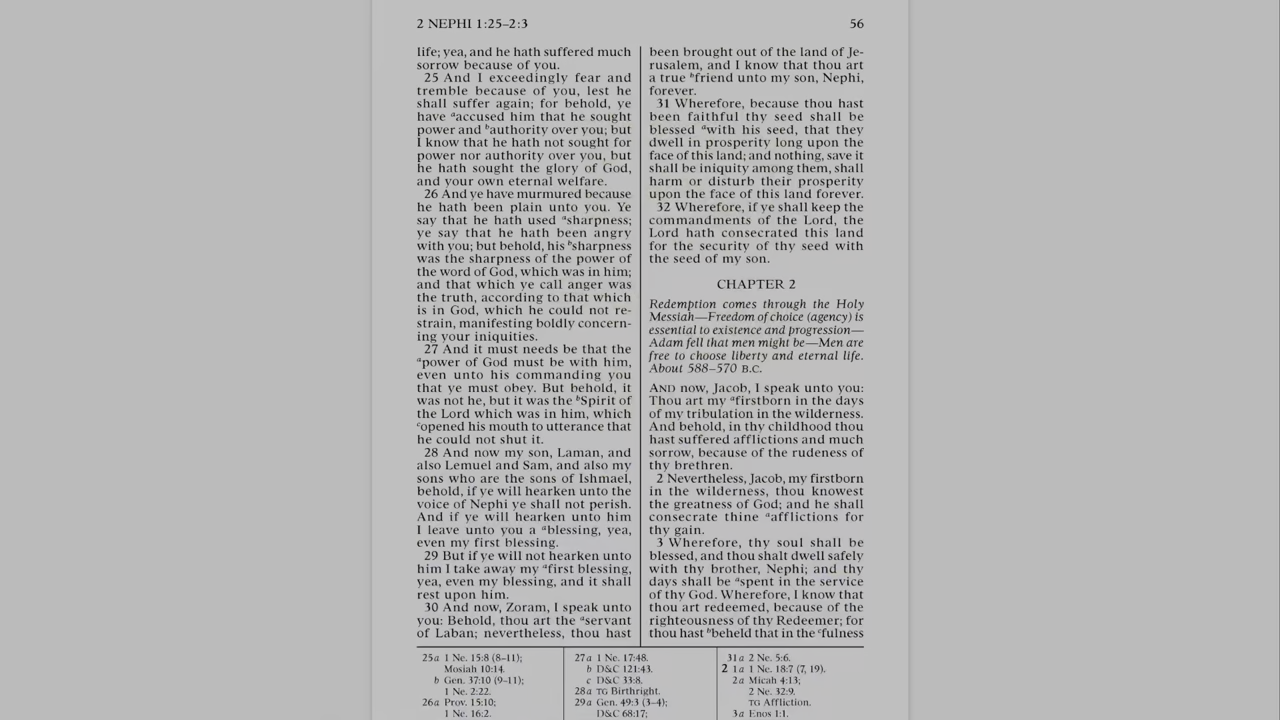 2 NEPHI 1:25–2:3
56
life; yea, and he hath suffered much
sorrow because of you.
25 And I exceedingly fear and
tremble because of you, lest he
shall suffer again; for behold, ye
have aaccused him that he sought
power and bauthority over you; but
I know that he hath not sought for
power nor authority over you, but
he hath sought the glory of God,
and your own eternal welfare.
26 And ye have murmured because
he hath been plain unto you. Ye
say that he hath used asharpness;
ye say that he hath been angry
with you; but behold, his bsharpness
was the sharpness of the power of
the word of God, which was in him;
and that which ye call anger was
the truth, according to that which
is in God, which he could not re-
strain, manifesting boldly concern-
ing your iniquities.
27 And it must needs be that the
apower of God must be with him,
even unto his commanding you
that ye must obey. But behold, it
was not he, but it was the bSpirit of
the Lord which was in him, which
copened his mouth to utterance that
he could not shut it.
28 And now my son, Laman, and
also Lemuel and Sam, and also my
sons who are the sons of Ishmael,
behold, if ye will hearken unto the
voice of Nephi ye shall not perish.
And if ye will hearken unto him
I leave unto you a ablessing, yea,
even my first blessing.
29 But if ye will not hearken unto
him I take away my afirst blessing,
yea, even my blessing, and it shall
rest upon him.
30 And now, Zoram, I speak unto
you: Behold, thou art the aservant
of Laban; nevertheless, thou hast
been brought out of the land of Je-
rusalem, and I know that thou art
a true bfriend unto my son, Nephi,
forever.
31 Wherefore, because thou hast
been faithful thy seed shall be
blessed awith his seed, that they
dwell in prosperity long upon the
face of this land; and nothing, save it
shall be iniquity among them, shall
harm or disturb their prosperity
upon the face of this land forever.
32 Wherefore, if ye shall keep the
commandments of the Lord, the
Lord hath consecrated this land
for the security of thy seed with
the seed of my son.
CHAPTER 2
Redemption comes through the Holy
Messiah—Freedom of choice (agency) is
essential to existence and progression—
Adam fell that men might be—Men are
free to choose liberty and eternal life.
About 588–570 B.C.
AND now, Jacob, I speak unto you:
Thou art my afirstborn in the days
of my tribulation in the wilderness.
And behold, in thy childhood thou
hast suffered afflictions and much
sorrow, because of the rudeness of
thy brethren.
2 Nevertheless, Jacob, my firstborn
in the wilderness, thou knowest
the greatness of God; and he shall
consecrate thine aafflictions for
thy gain.
3 Wherefore, thy soul shall be
blessed, and thou shalt dwell safely
with thy brother, Nephi; and thy
days shall be aspent in the service
of thy God. Wherefore, I know that
thou art redeemed, because of the
righteousness of thy Redeemer; for
thou hast bbeheld that in the cfulness
25a 1 Ne. 15:8 (8–11);
Mosiah 10:14.
b Gen. 37:10 (9–11);
1 Ne. 2:22.
26a Prov. 15:10;
1 Ne. 16:2.
27a 1 Ne. 17:48.
b D&C 121:43.
c D&C 33:8.
28a TG Birthright.
29a Gen. 49:3 (3–4);
D&C 68:17;
31a 2 Ne. 5:6.
2 1a 1 Ne. 18:7 (7, 19).
2a Micah 4:13;
2 Ne. 32:9.
TG Affliction.
3a Enos 1:1.